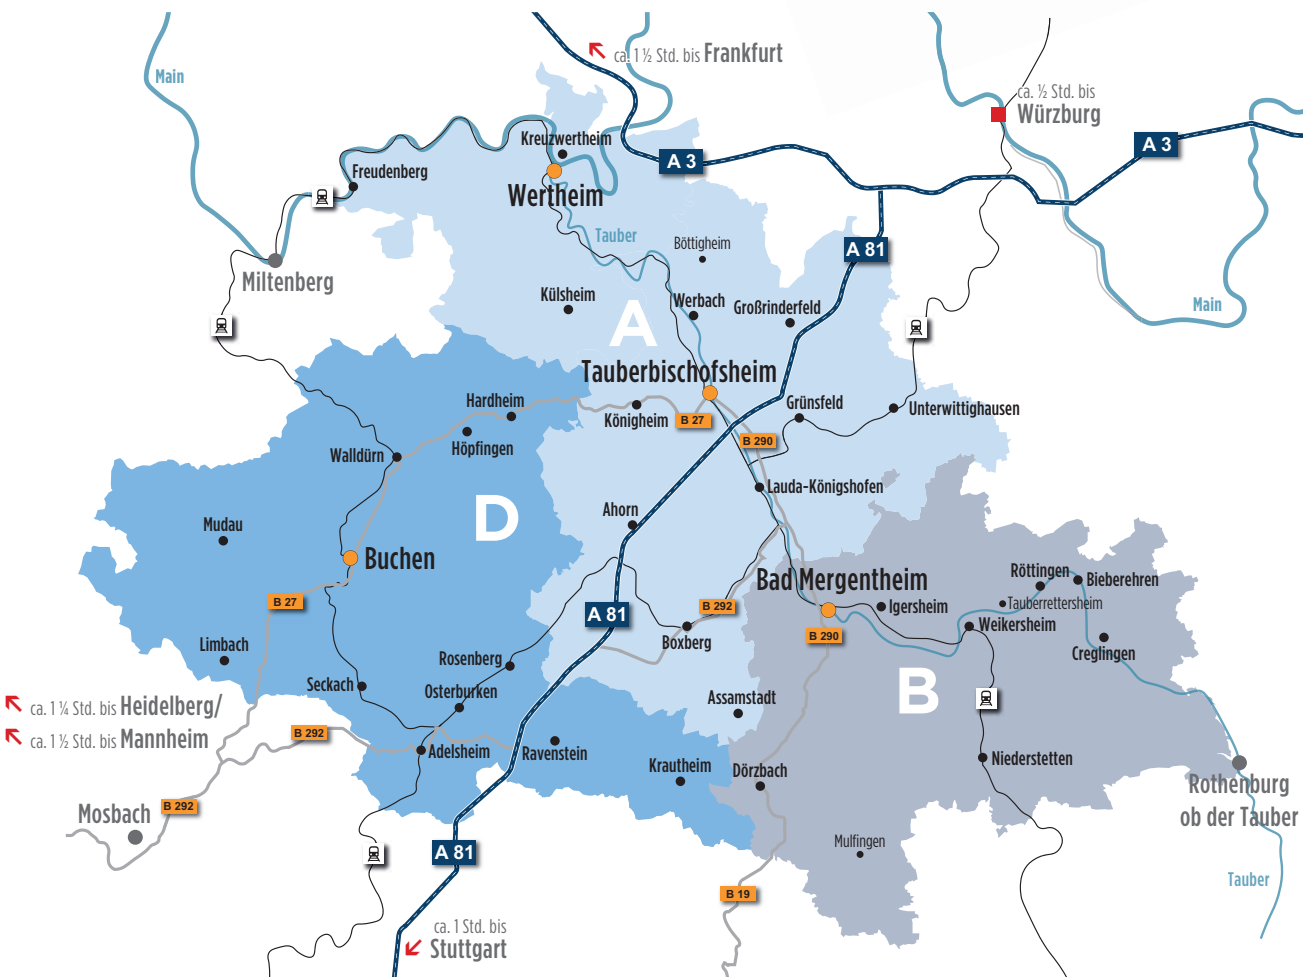 ca. 1 ½ Std. bis Frankfurt
Main
ca. ½ Std. bis
Würzburg
Kreuzwertheim
A 3
A 3
Freudenberg
Wertheim
Tauber
Böttigheim
A 81
Miltenberg
Külsheim
Werbach
Großrinderfeld
Main
A
Tauberbischofsheim
Hardheim
Königheim
B 27
Grünsfeld
Unterwittighausen
Höpfingen
B 290
Walldürn
Lauda-Königshofen
Ahorn
D
Mudau
Buchen
Bad Mergentheim
Röttingen
Bieberehren
B 27
A 81
B 292
Igersheim
Tauberrettersheim
Weikersheim
B 290
Boxberg
Creglingen
Limbach
Rosenberg
Seckach
Osterburken
Assamstadt
B
ca. 1 ¼ Std. bis Heidelberg/
ca. 1 ½ Std. bis Mannheim
B 292
Adelsheim
Ravenstein
Krautheim
Dörzbach
Niederstetten
Rothenburg
ob der Tauber
Mosbach
B 292
Mulfingen
A 81
Tauber
B 19
ca. 1 Std. bis
Stuttgart